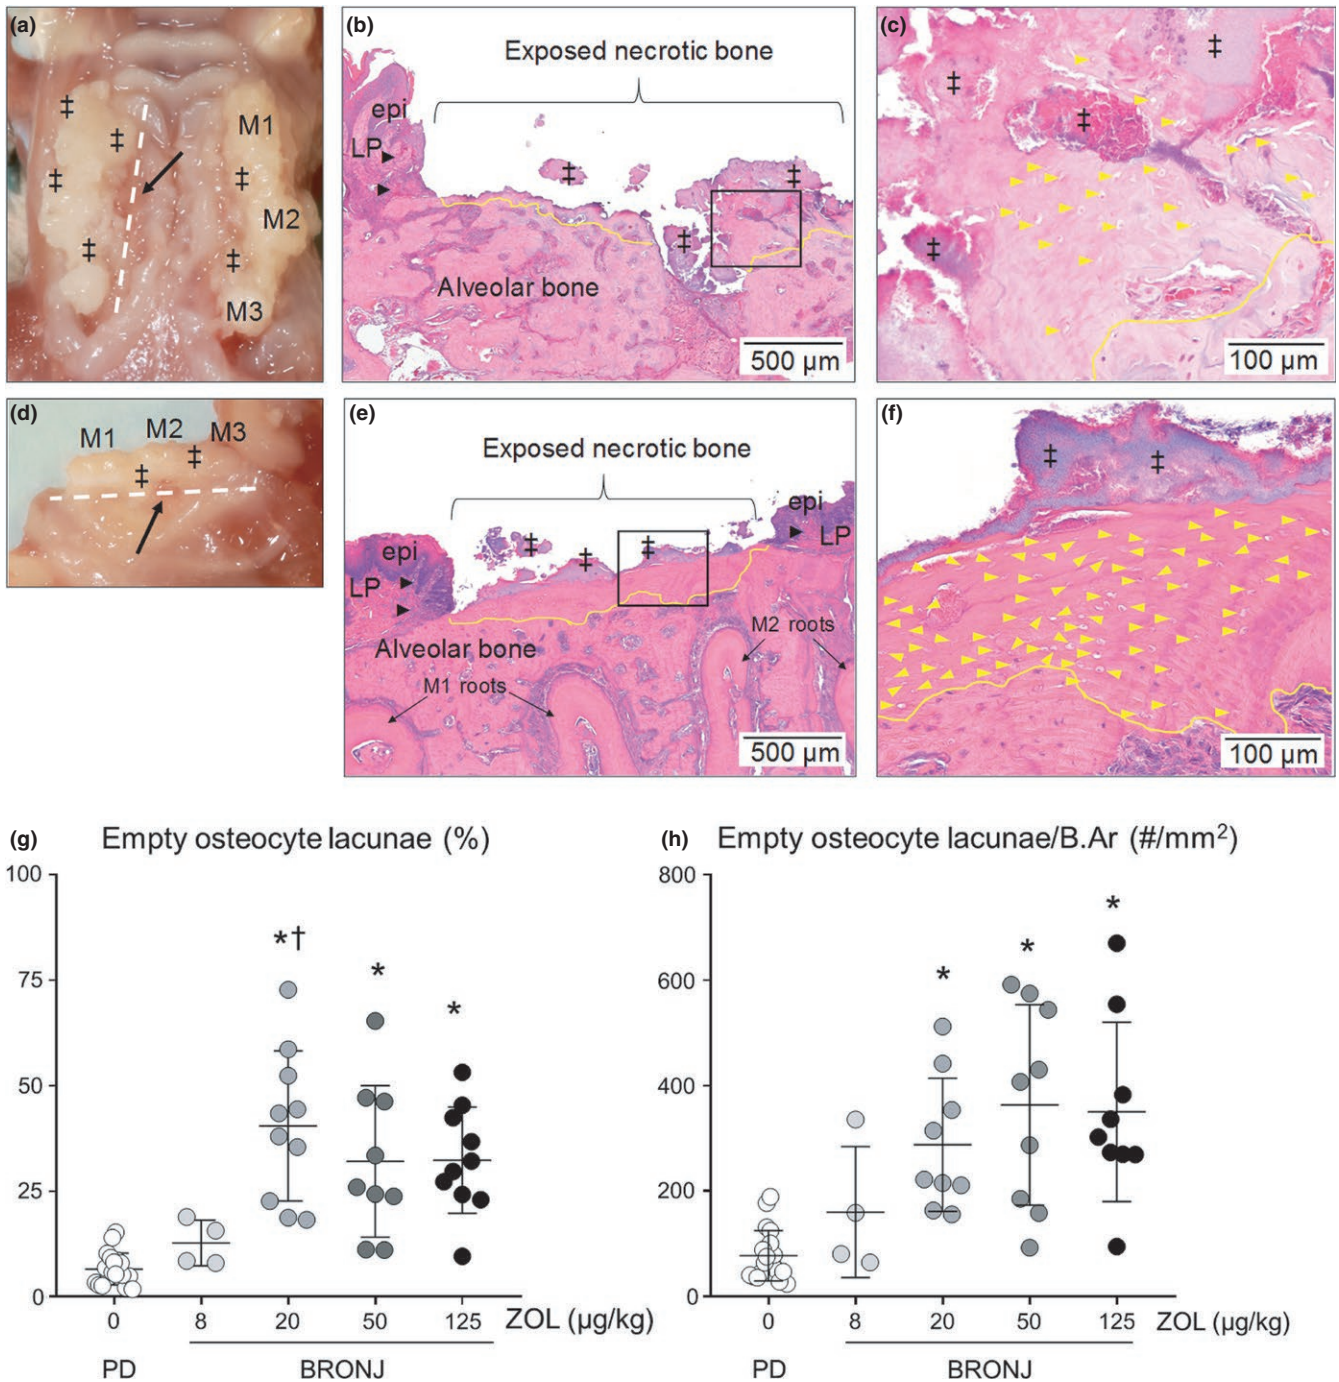 (a)
‡
‡
‡
‡
‡
‡
M1
M2
M3
(b)
Exposed necrotic bone
epi
LP
‡
‡
‡
Alveolar bone
500 µm
(c)
‡
‡
‡
‡
100 µm
(d)
M1
M2
M3
‡
‡
(e)
Exposed necrotic bone
epi
LP
‡
‡
‡
epi
LP
M2 roots
Alveolar bone
M1 roots
500 µm
(f)
‡
‡
100 µm
(g) Empty osteocyte lacunae (%)
100
75
50
25
0
*†
*
*
0 8 20 50 125 ZOL (µg/kg)
PD BRONJ
(h) Empty osteocyte lacunae/B.Ar (#/mm²)
800
600
400
200
0
*
*
*
0 8 20 50 125 ZOL (µg/kg)
PD BRONJ